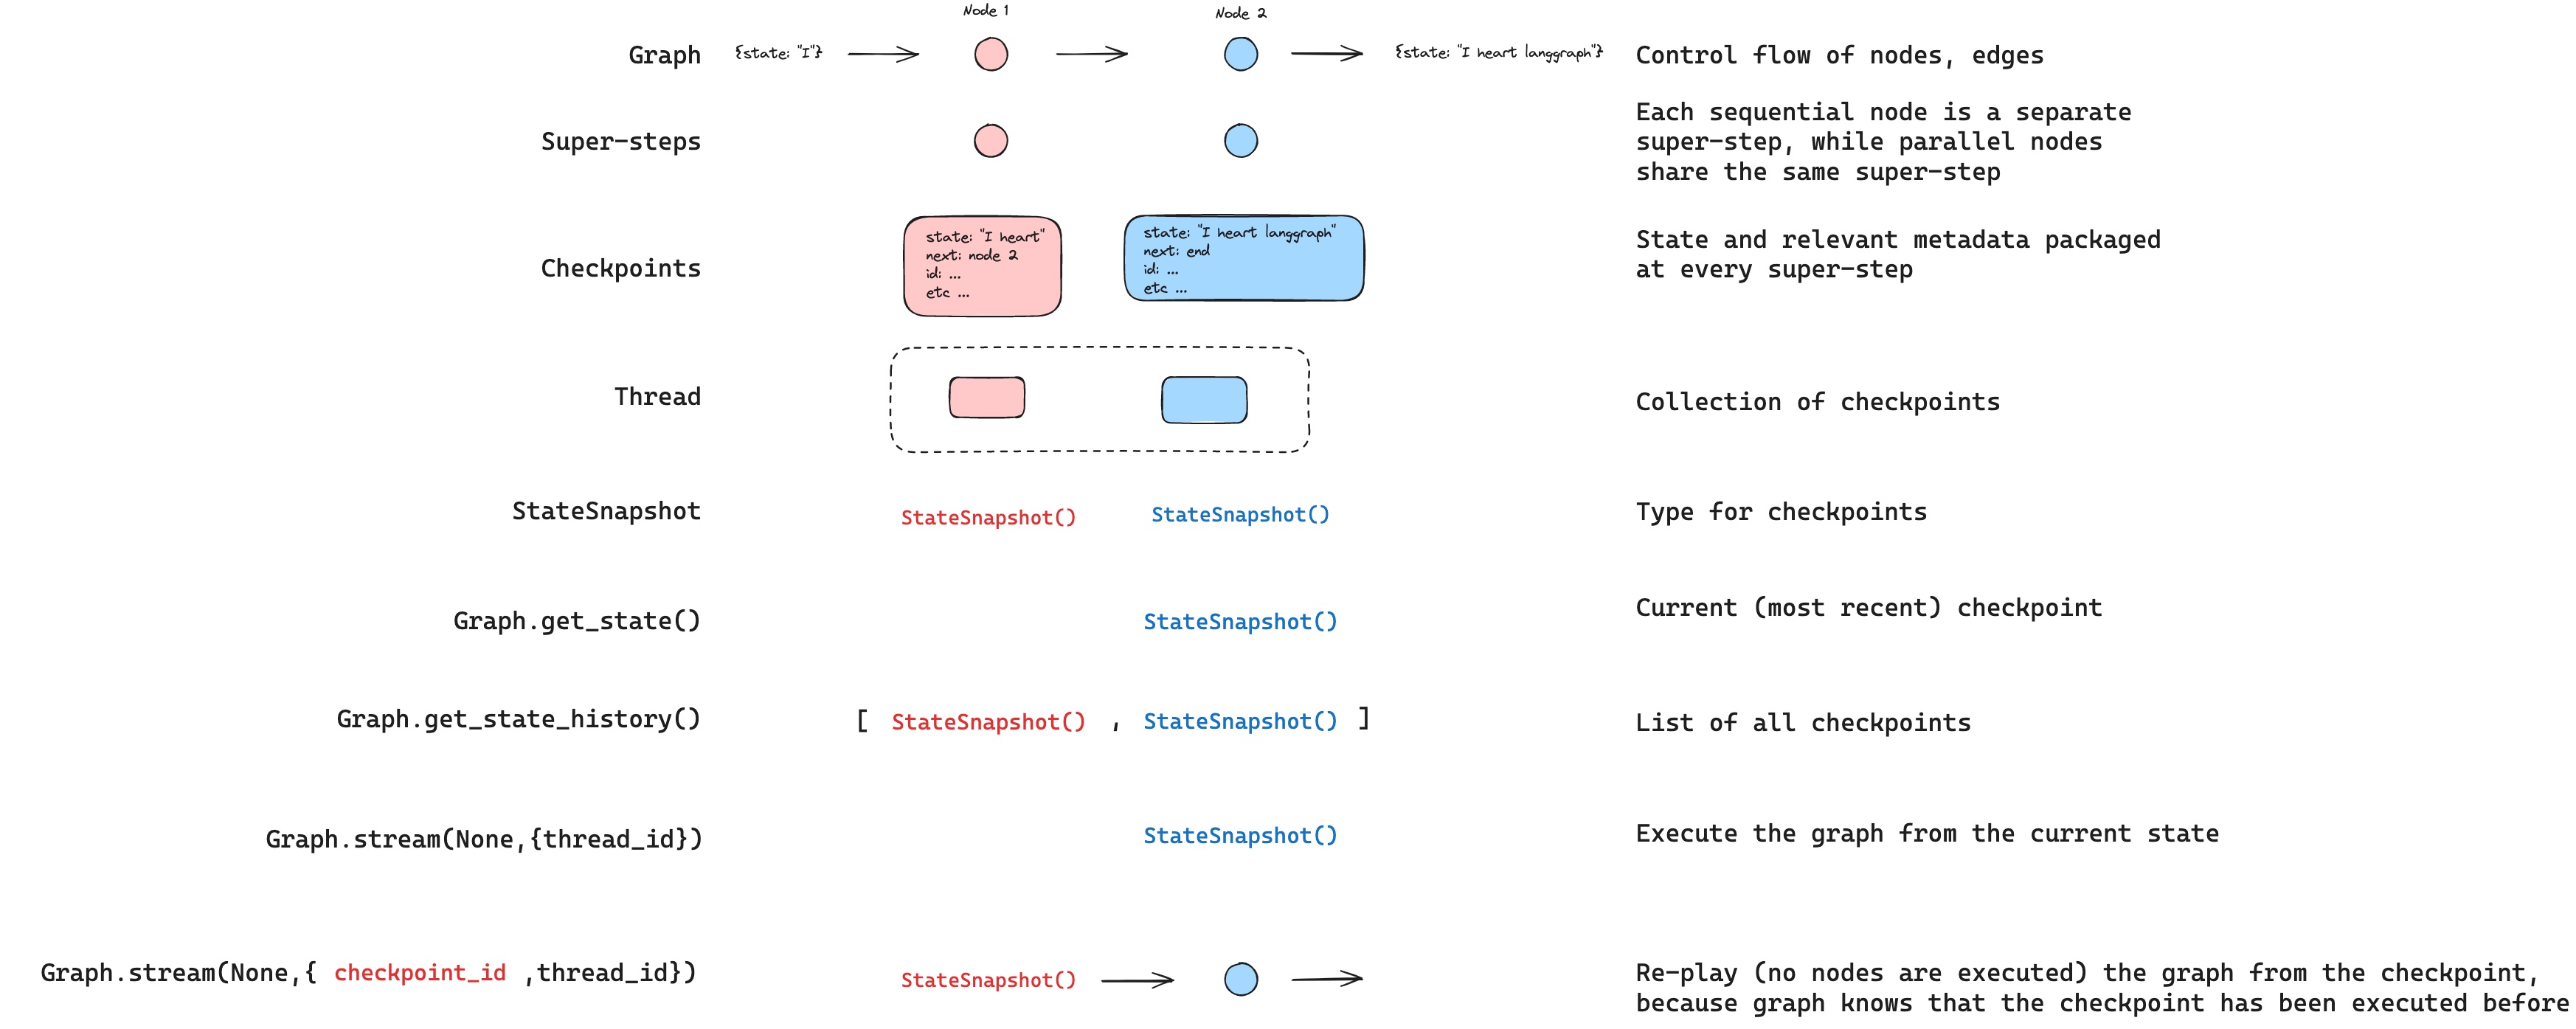 Node 1
Node 2
Graph
{state: "I"}
{state: "I heart langgraph"}
Control flow of nodes, edges
Super-steps
Each sequential node is a separate
super-step, while parallel nodes
share the same super-step
Checkpoints
state: "I heart"
next: node 2
id: ...
etc ...
state: "I heart langgraph"
next: end
id: ...
etc ...
State and relevant metadata packaged
at every super-step
Thread
Collection of checkpoints
StateSnapshot
StateSnapshot()
StateSnapshot()
Type for checkpoints
Graph.get_state()
StateSnapshot()
Current (most recent) checkpoint
Graph.get_state_history()
[ StateSnapshot() , StateSnapshot() ]
List of all checkpoints
Graph.stream(None,{thread_id})
StateSnapshot()
Execute the graph from the current state
Graph.stream(None,{ checkpoint_id ,thread_id})
StateSnapshot()
Re-play (no nodes are executed) the graph from the checkpoint,
because graph knows that the checkpoint has been executed before